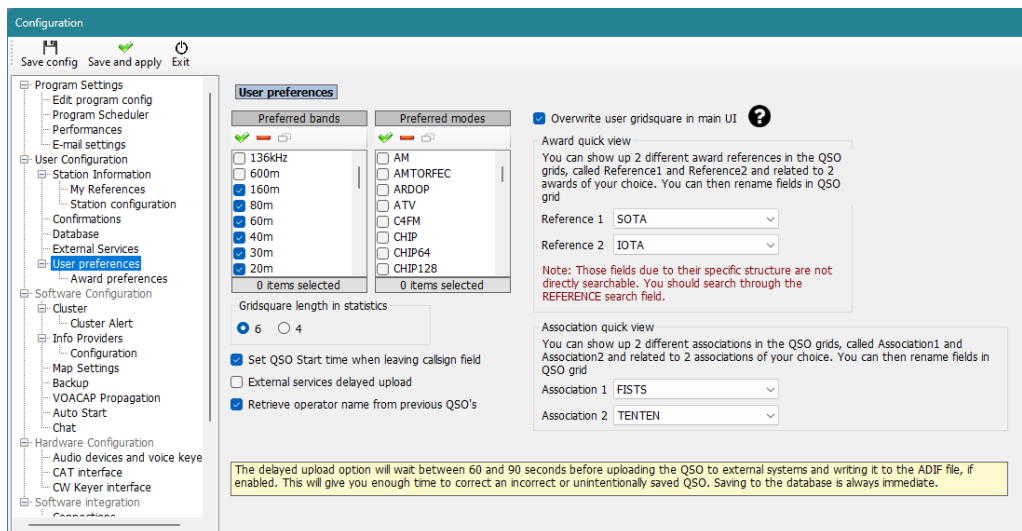 Configuration
Save config Save and apply Exit
Program Settings
Edit program config
Program Scheduler
Performances
E-mail settings
User Configuration
Station Information
My References
Station configuration
Confirmations
Database
External Services
User preferences
Award preferences
Software Configuration
Cluster
Cluster Alert
Info Providers
Configuration
Map Settings
Backup
VOACAP Propagation
Auto Start
Chat
Hardware Configuration
Audio devices and voice keye
CAT interface
CW Keyer interface
Software integration
Connections
User preferences
Preferred bands
136kHz
600m
160m
80m
60m
40m
30m
20m
0 items selected
Preferred modes
AM
AMTORFEC
ARDOP
ATV
C4FM
CHIP
CHIP64
CHIP128
0 items selected
Gridsquare length in statistics
6 4
Set QSO Start time when leaving callsign field
External services delayed upload
Retrieve operator name from previous QSO's
Overwrite user gridsquare in main UI ?
Award quick view
You can show up 2 different award references in the QSO
grids, called Reference1 and Reference2 and related to 2
awards of your choice. You can then rename fields in QSO
grid
Reference 1 SOTA
Reference 2 IOTA
Note: Those fields due to their specific structure are not
directly searchable. You should search through the
REFERENCE search field.
Association quick view
You can show up 2 different associations in the QSO grids, called Association1 and
Association2 and related to 2 associations of your choice. You can then rename fields in
QSO grid
Association 1 FISTS
Association 2 TENTEN
The delayed upload option will wait between 60 and 90 seconds before uploading the QSO to external systems and writing it to the ADIF file, if
enabled. This will give you enough time to correct an incorrect or unintentionally saved QSO. Saving to the database is always immediate.